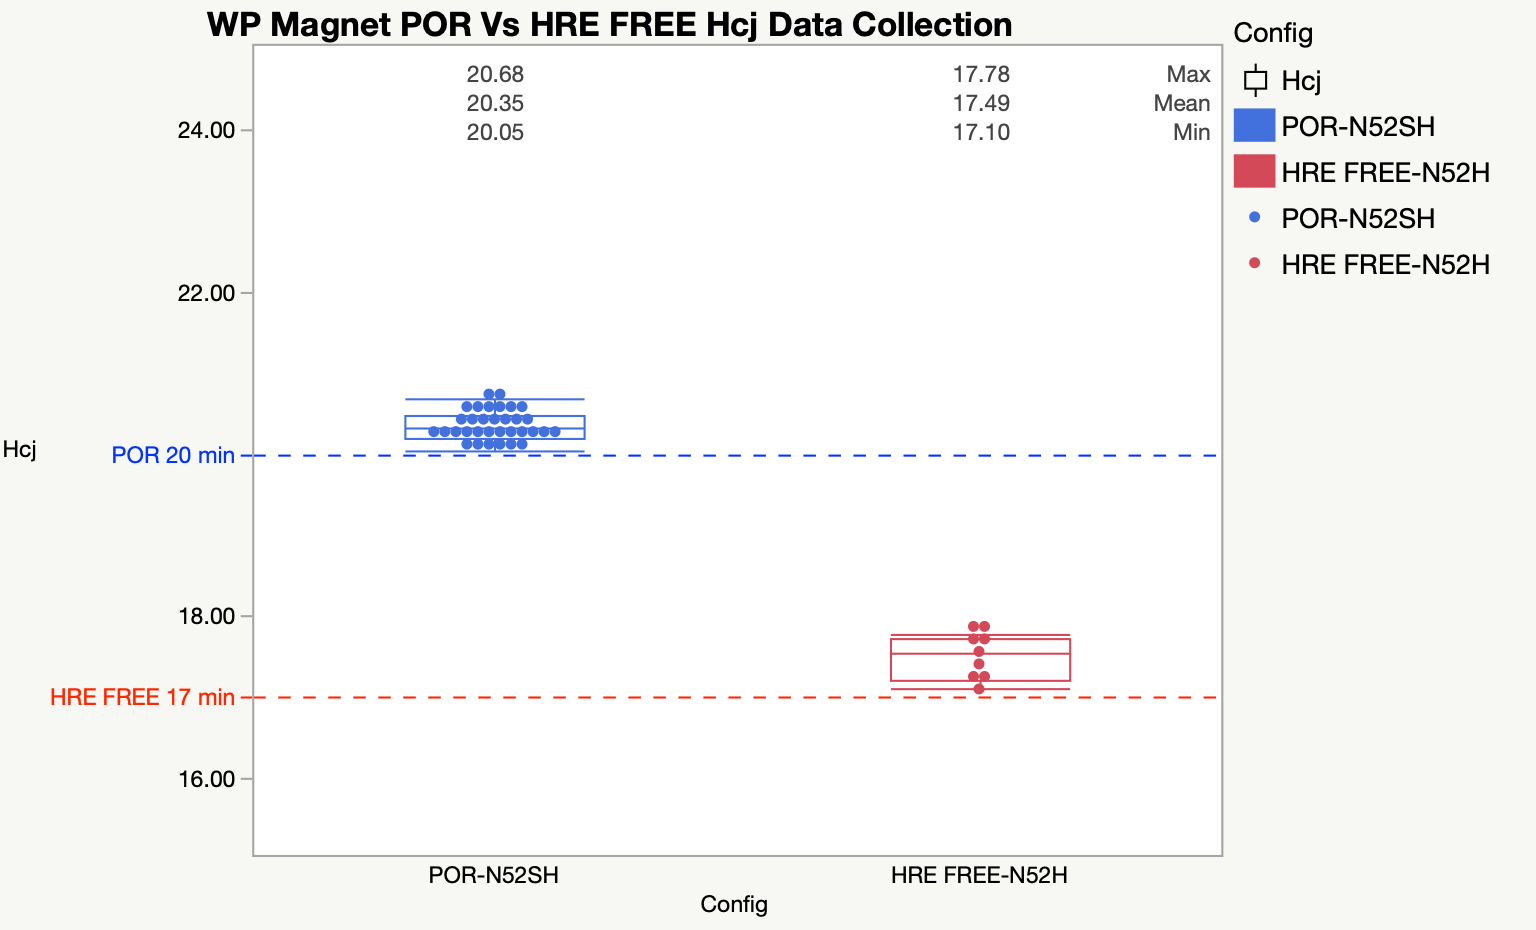 WP Magnet POR Vs HRE FREE Hcj Data Collection
20.68 17.78 Max
20.35 17.49 Mean
20.05 17.10 Min
24.00
22.00
Hcj
POR 20 min
18.00
HRE FREE 17 min
16.00
POR-N52SH HRE FREE-N52H
Config
Config
Hcj
POR-N52SH
HRE FREE-N52H
POR-N52SH
HRE FREE-N52H